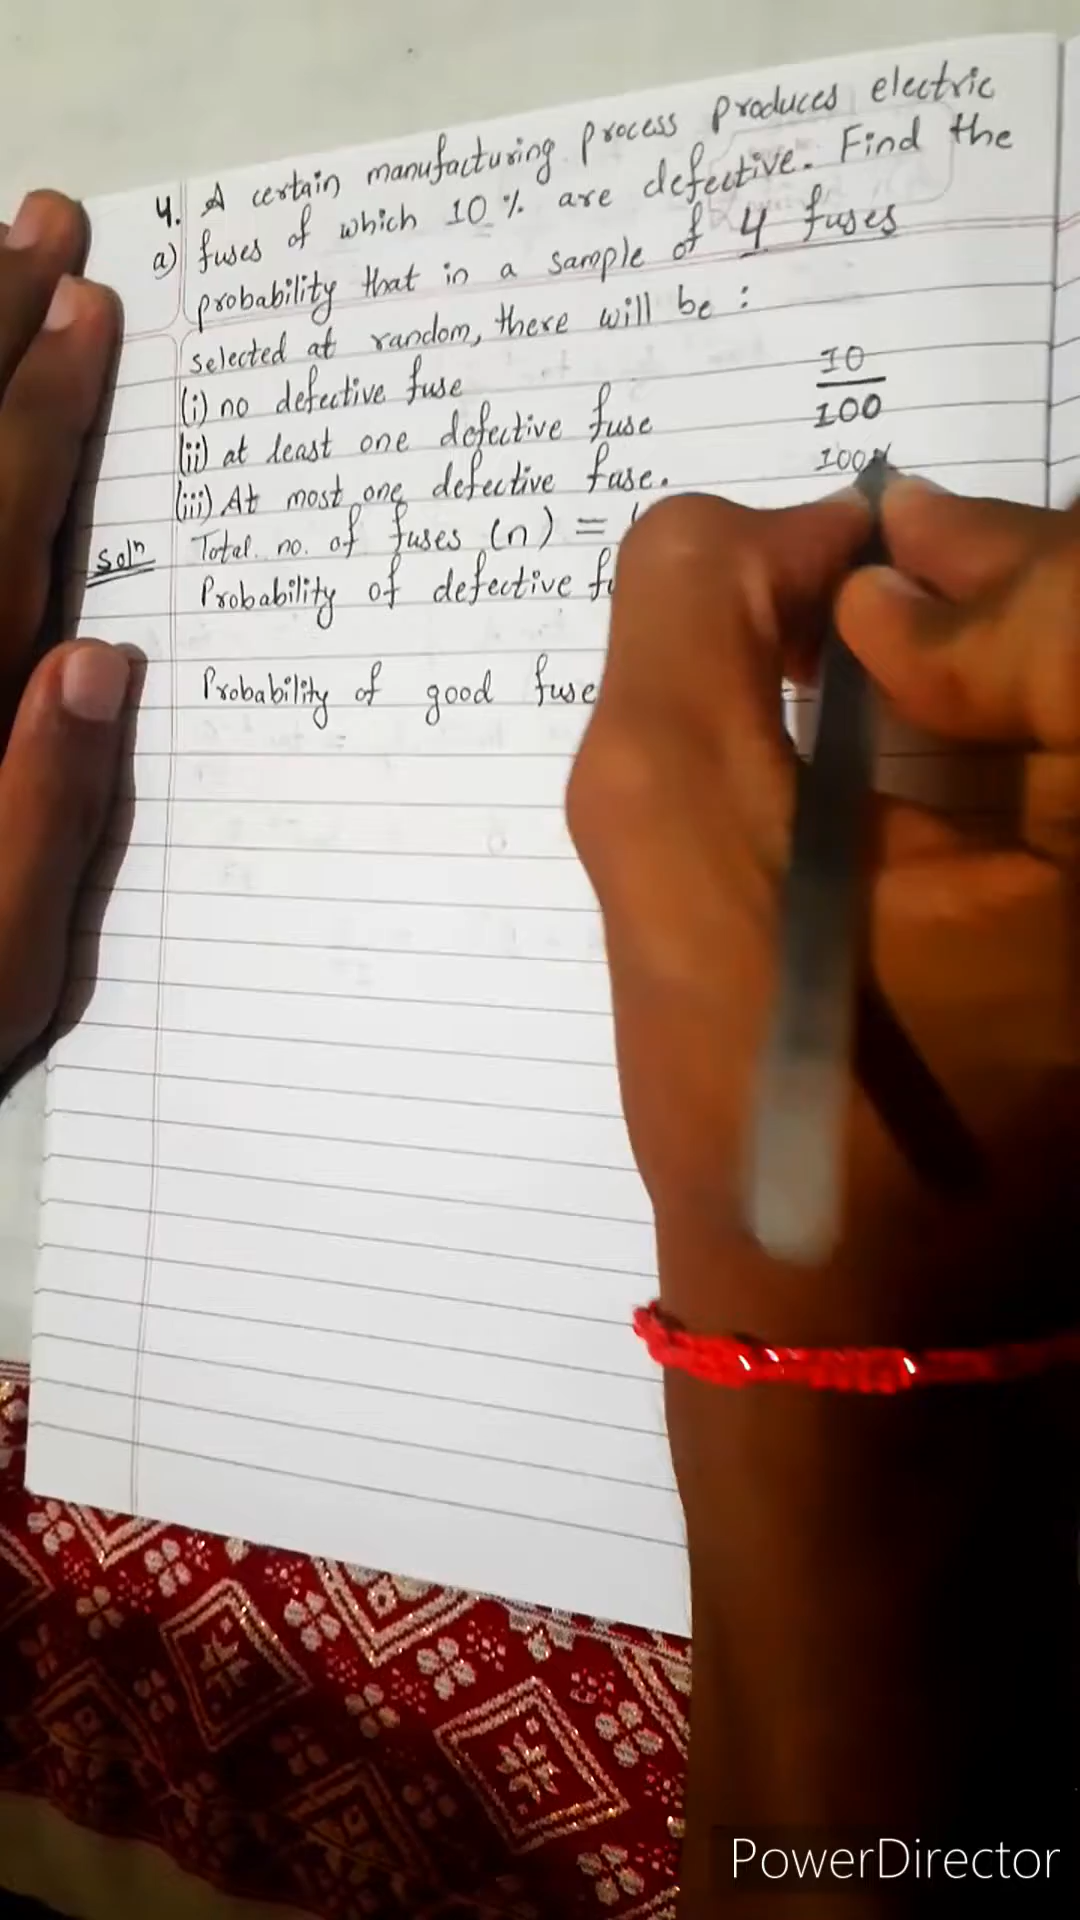 4. A certain manufacturing process produces electric
a) fuses of which 10 % are defective. Find the
probability that in a sample of 4 fuses
selected at random, there will be :
(i) no defective fuse
(ii) at least one defective fuse
(iii) At most one defective fuse.
10
100
100%
Soln Total. no. of fuses (n) =
Probability of defective
Probability of good fuse
PowerDirector